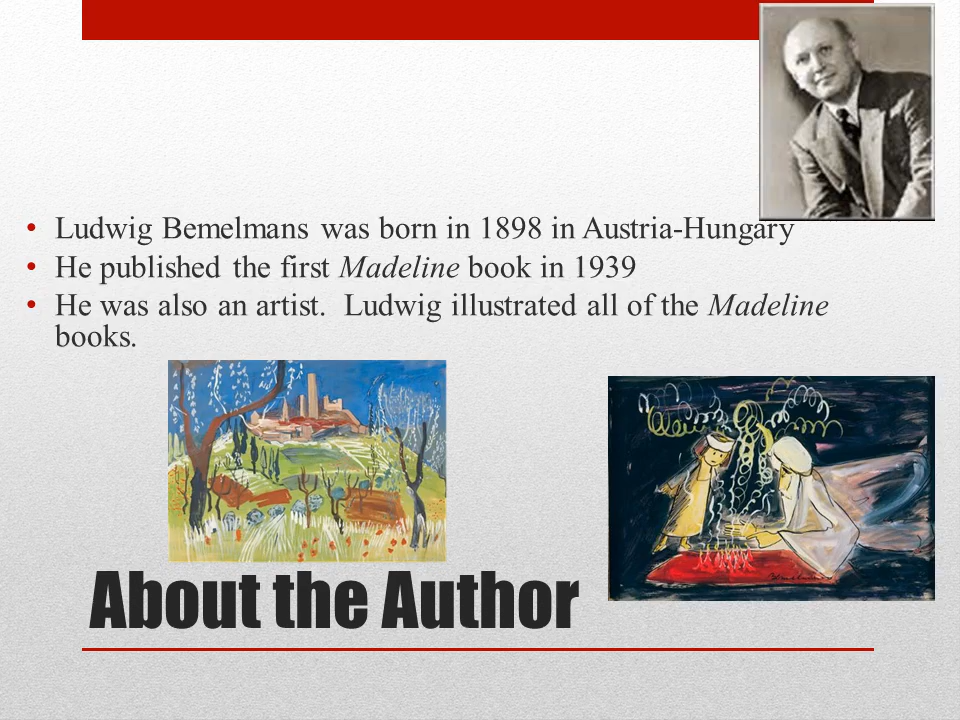 • Ludwig Bemelmans was born in 1898 in Austria-Hungary
• He published the first Madeline book in 1939
• He was also an artist.  Ludwig illustrated all of the Madeline
books.
Bemelmans
About the Author